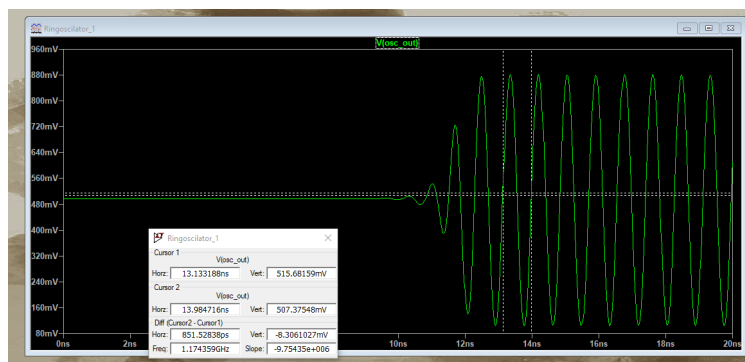 Ringoscilator_1
V(osc_out)
960mV
880mV
800mV
720mV
640mV
560mV
480mV
400mV
320mV
240mV
160mV
80mV
0ns
2ns
10ns
12ns
14ns
16ns
18ns
20ns
Ringoscilator_1
Cursor 1
V(osc_out)
Horz: 13.133188ns Vert: 515.68159mV
Cursor 2
V(osc_out)
Horz: 13.984716ns Vert: 507.37548mV
Diff (Cursor2 - Cursor1)
Horz: 851.52838ps Vert: -8.3061027mV
Freq: 1.174359GHz Slope: -9.75435e+006